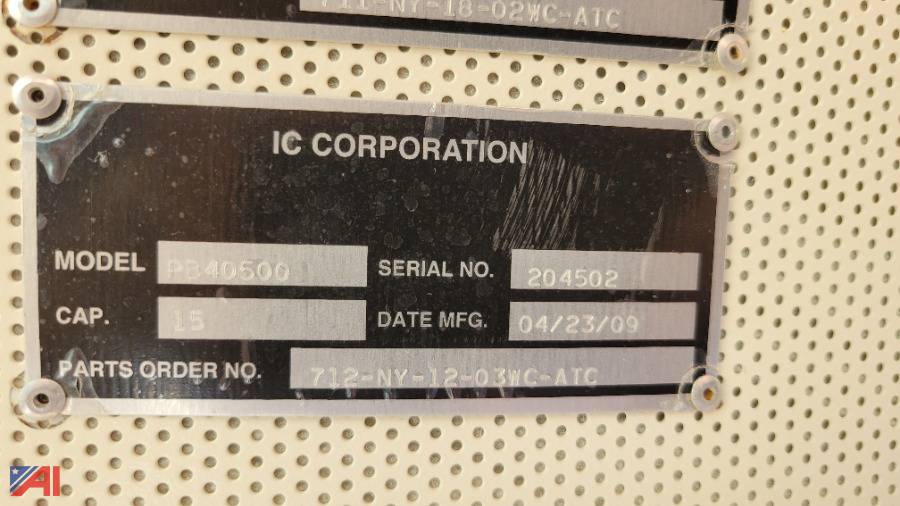 711-NY-18-02WC-ATC
IC CORPORATION
MODEL PB40500 SERIAL NO. 204502
CAP. 15 DATE MFG. 04/23/09
PARTS ORDER NO. 712-NY-12-03WC-ATC
AI